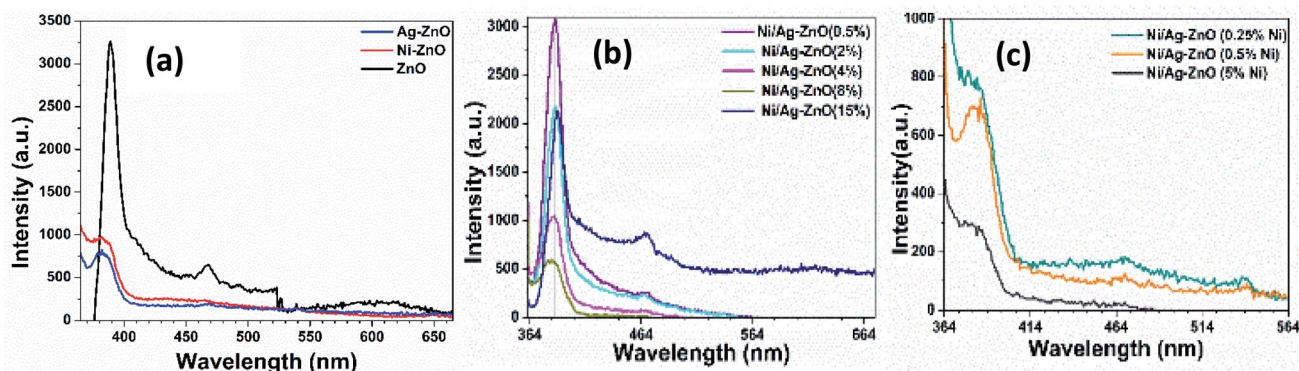 (a)
Ag-ZnO
Ni-ZnO
ZnO
3500
3000
2500
2000
1500
1000
500
0
Intensity (a.u.)
400
450
500
550
600
650
Wavelength (nm)
(b)
Ni/Ag-ZnO(0.5%)
Ni/Ag-ZnO(2%)
Ni/Ag-ZnO(4%)
Ni/Ag-ZnO(8%)
Ni/Ag-ZnO(15%)
3000
2500
2000
1500
1000
500
0
Intensity (a.u.)
364
464
564
664
Wavelength (nm)
(c)
Ni/Ag-ZnO (0.25% Ni)
Ni/Ag-ZnO (0.5% Ni)
Ni/Ag-ZnO (5% Ni)
1000
800
600
400
200
0
Intensity(a.u.)
364
414
464
514
564
Wavelength (nm)